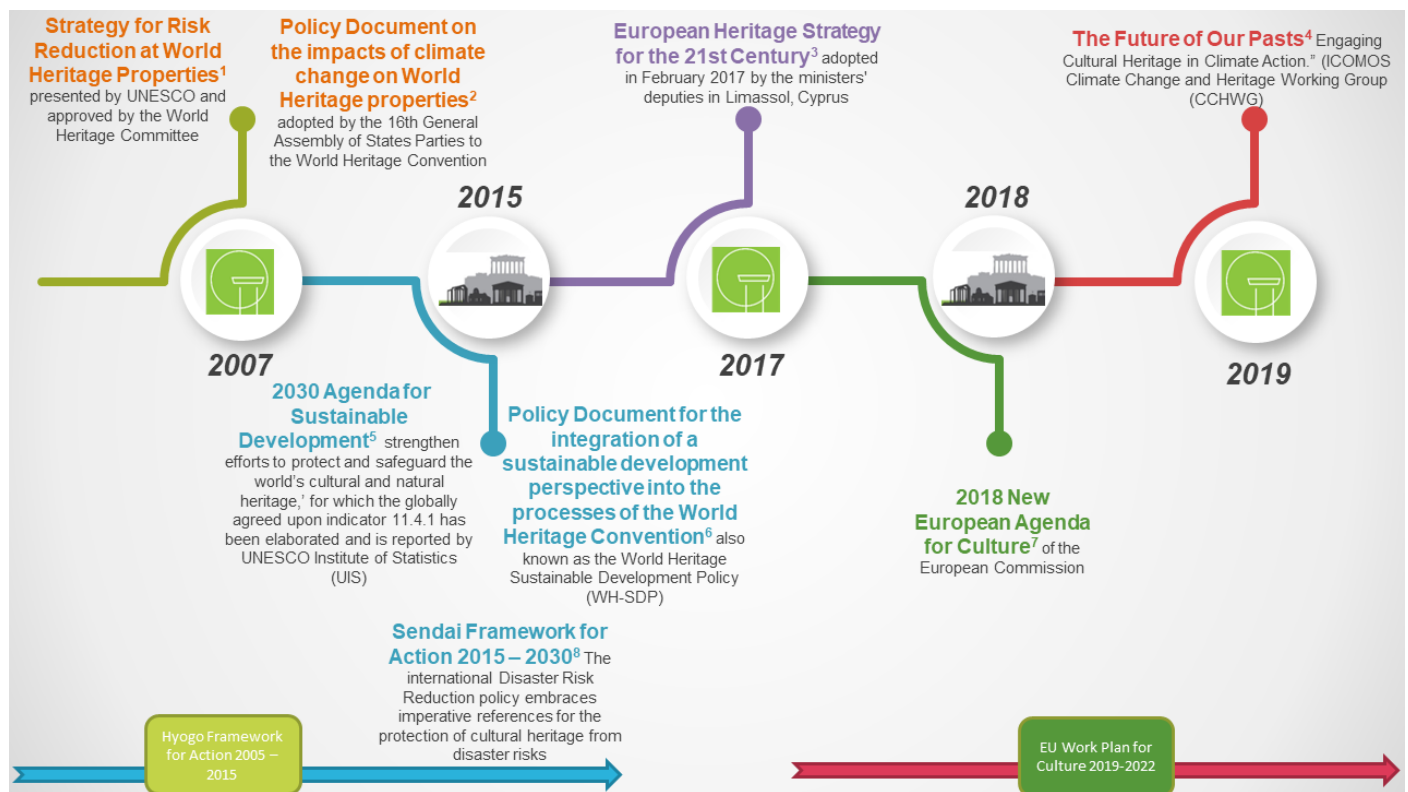 Strategy for Risk
Reduction at World
Heritage Properties¹
presented by UNESCO and
approved by the World
Heritage Committee
Policy Document on
the impacts of climate
change on World
Heritage properties²
adopted by the 16th General
Assembly of States Parties to
the World Heritage Convention
European Heritage Strategy
for the 21st Century³ adopted
in February 2017 by the ministers'
deputies in Limassol, Cyprus
The Future of Our Pasts⁴ Engaging
Cultural Heritage in Climate Action.” (ICOMOS
Climate Change and Heritage Working Group
(CCHWG)
2007
2015
2017
2018
2019
2030 Agenda for
Sustainable
Development⁵ strengthen
efforts to protect and safeguard the
world’s cultural and natural
heritage,’ for which the globally
agreed upon indicator 11.4.1 has
been elaborated and is reported by
UNESCO Institute of Statistics
(UIS)
Policy Document for the
integration of a
sustainable development
perspective into the
processes of the World
Heritage Convention⁶ also
known as the World Heritage
Sustainable Development Policy
(WH-SDP)
2018 New
European Agenda
for Culture⁷ of the
European Commission
Sendai Framework for
Action 2015 – 2030⁸ The
international Disaster Risk
Reduction policy embraces
imperative references for the
protection of cultural heritage from
disaster risks
Hyogo Framework
for Action 2005 –
2015
EU Work Plan for
Culture 2019-2022